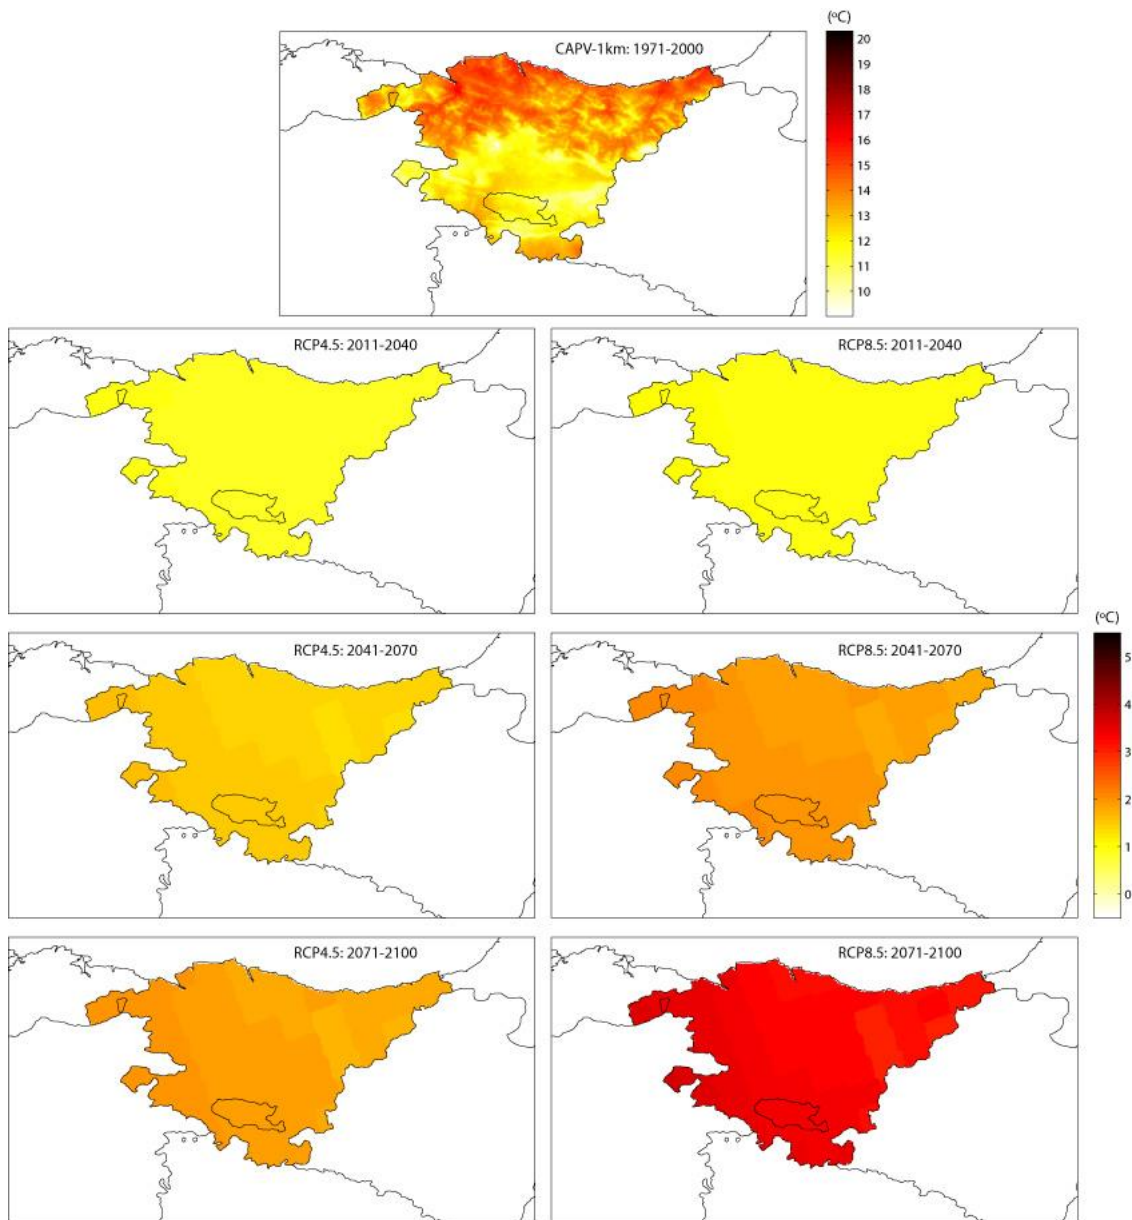 (ºC)
CAPV-1km: 1971-2000
20
19
18
17
16
15
14
13
12
11
10
RCP4.5: 2011-2040
RCP8.5: 2011-2040
RCP4.5: 2041-2070
RCP8.5: 2041-2070
(ºC)
5
4
3
2
1
0
RCP4.5: 2071-2100
RCP8.5: 2071-2100